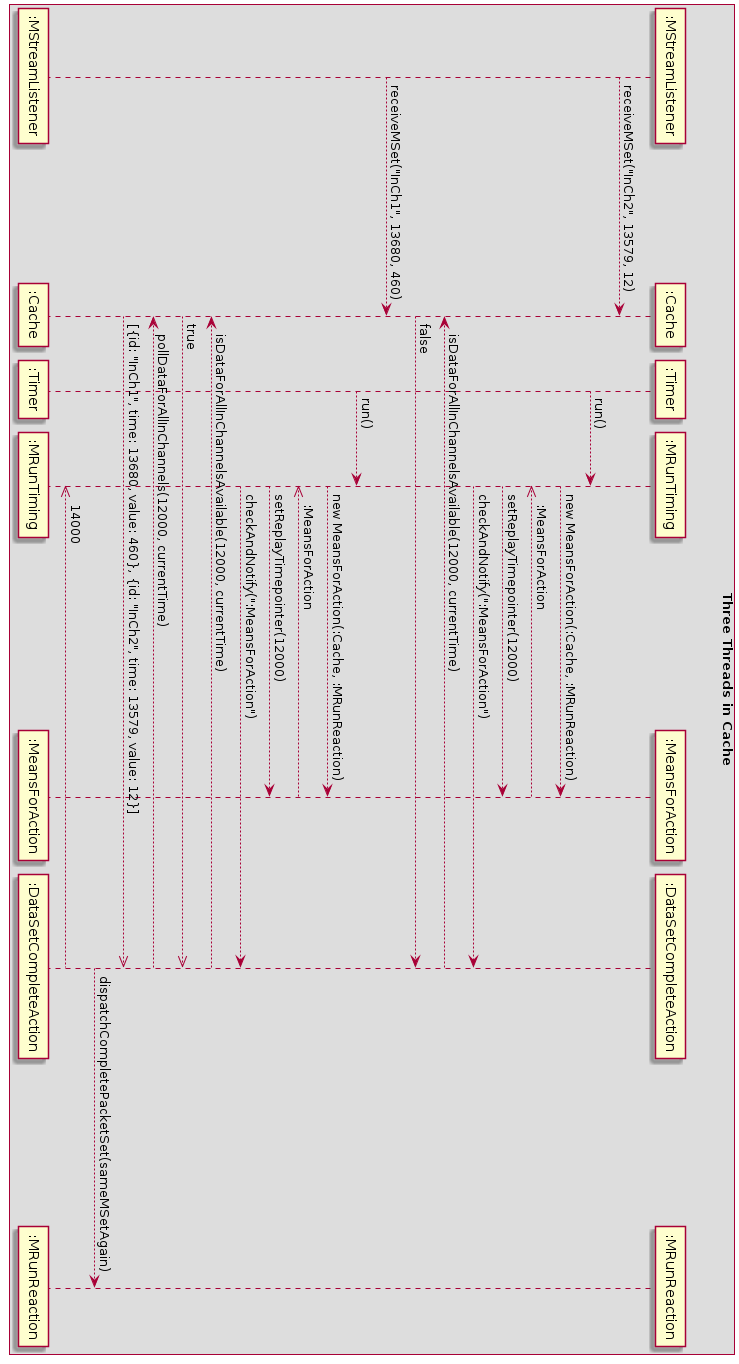 Three Threads in Cache
:MStreamListener
:Cache
:Timer
:MRunTiming
:MeansForAction
:DataSetCompleteAction
:MRunReaction
receiveMSet("InCh2", 13579, 12)
run()
new MeansForAction(:Cache, :MRunReaction)
:MeansForAction
setReplayTimepointer(12000)
checkAndNotify(":MeansForAction")
isDataForAllInChannelsAvailable(12000, currentTime)
false
receiveMSet("InCh1", 13680, 460)
run()
new MeansForAction(:Cache, :MRunReaction)
:MeansForAction
setReplayTimepointer(12000)
checkAndNotify(":MeansForAction")
isDataForAllInChannelsAvailable(12000, currentTime)
true
pollDataForAllInChannels(12000, currentTime)
[{id: "InCh1", time: 13680, value: 460}, {id: "InCh2", time: 13579, value: 12}]
dispatchCompletePacketSet(sameMSetAgain)
14000
:MStreamListener
:Cache
:Timer
:MRunTiming
:MeansForAction
:DataSetCompleteAction
:MRunReaction